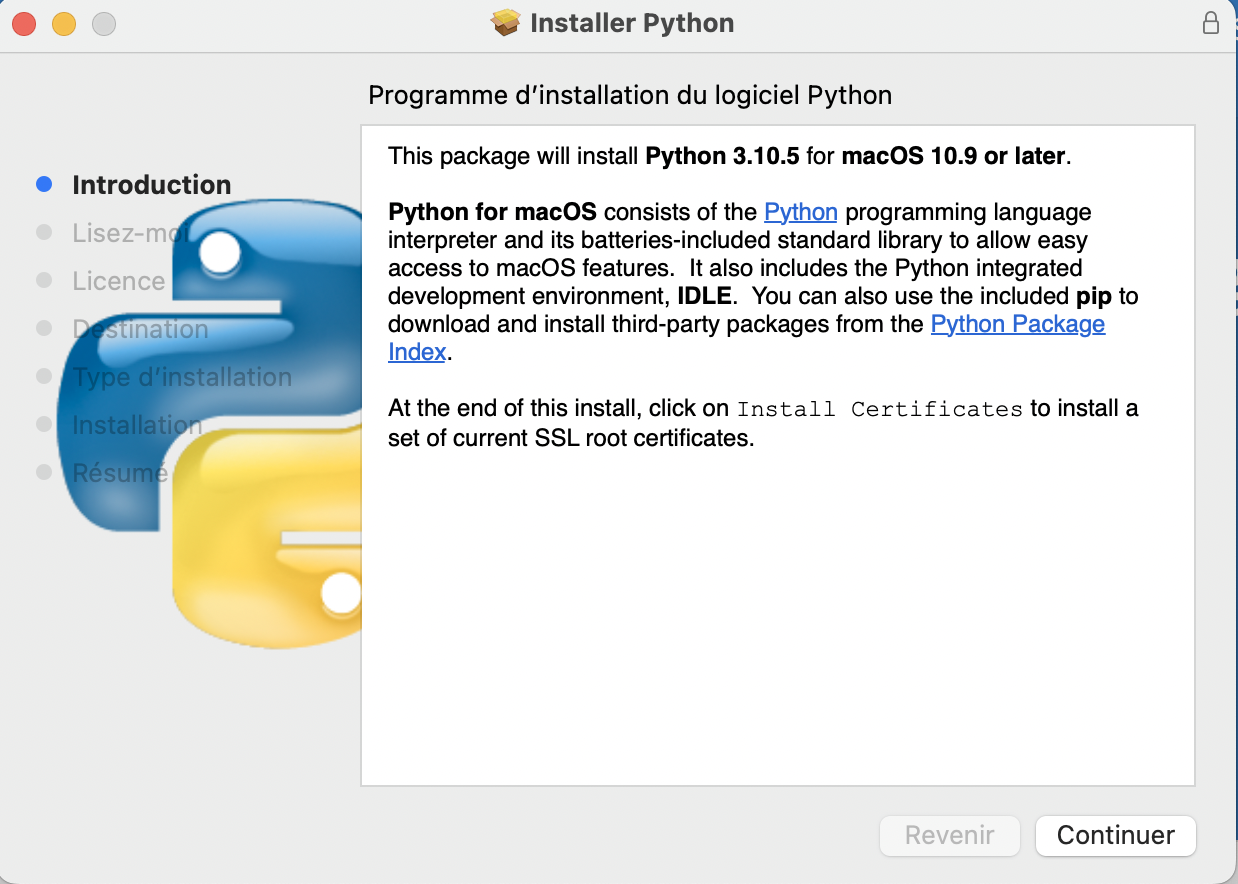 Installer Python
Programme d’installation du logiciel Python
Introduction
Lisez-moi
Licence
Destination
Type d’installation
Installation
Résumé
This package will install Python 3.10.5 for macOS 10.9 or later.
Python for macOS consists of the Python programming language
interpreter and its batteries-included standard library to allow easy
access to macOS features.  It also includes the Python integrated
development environment, IDLE.  You can also use the included pip to
download and install third-party packages from the Python Package
Index.
At the end of this install, click on Install Certificates to install a
set of current SSL root certificates.
Revenir
Continuer